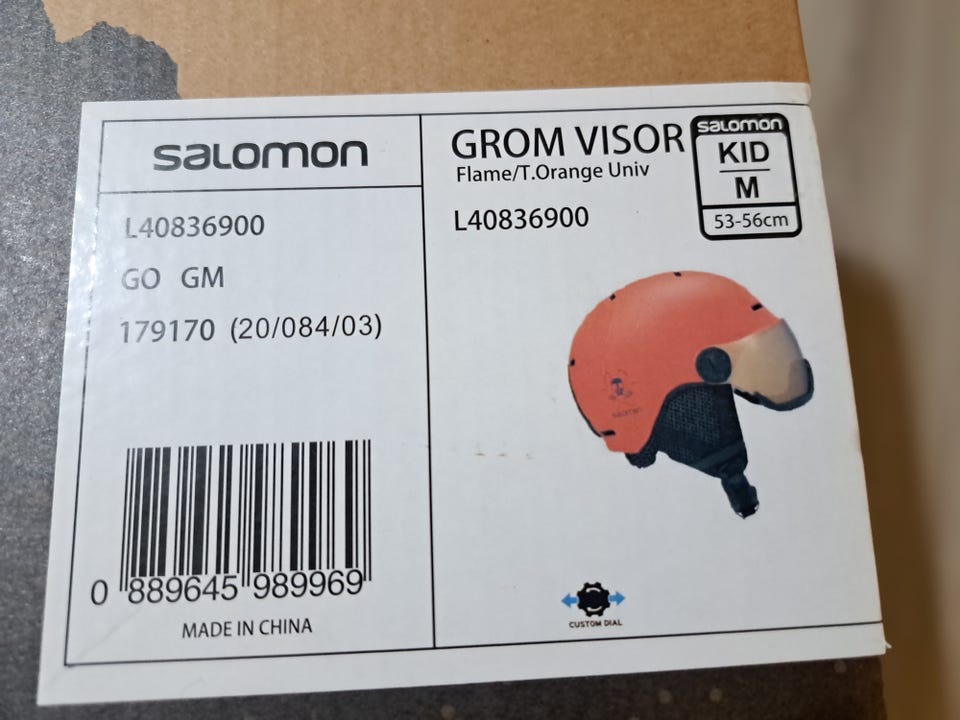 salomon
L40836900
GO GM
179170 (20/084/03)
0 889645 989969
MADE IN CHINA
GROM VISOR
Flame/T.Orange Univ
L40836900
salomon
KID
M
53-56cm
salomon
CUSTOM DIAL